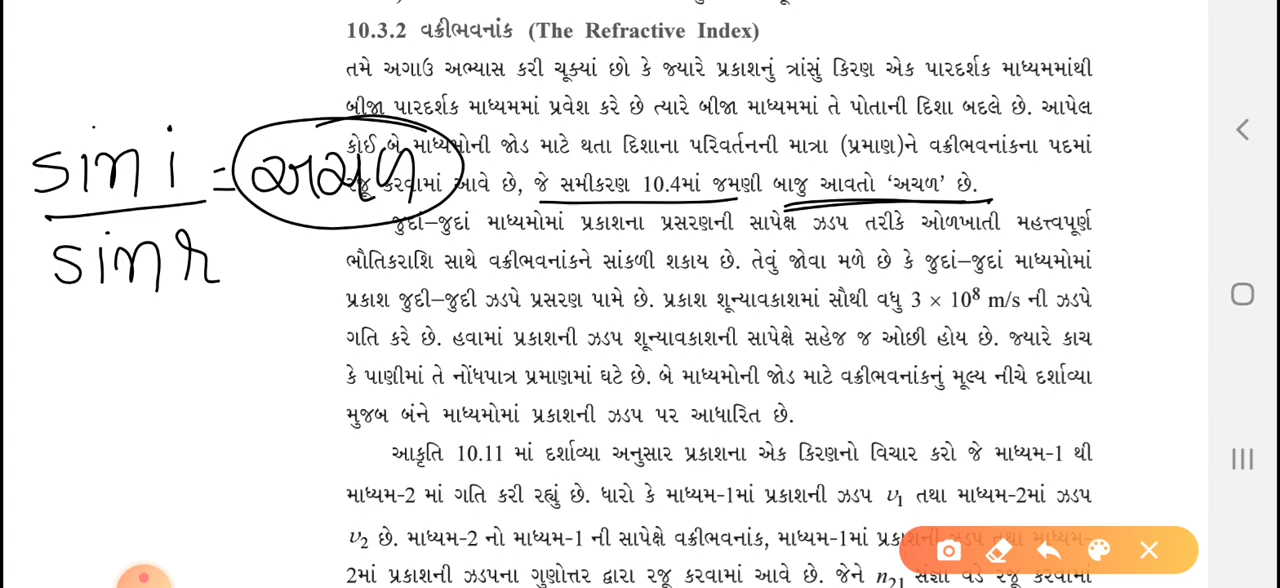 10.3.2 વક્રીભવનાંક (The Refractive Index)
તમે અગાઉ અભ્યાસ કરી ચૂક્યાં છો કે જ્યારે પ્રકાશનું ત્રાંસું કિરણ એક પારદર્શક માધ્યમમાંથી
બીજા પારદર્શક માધ્યમમાં પ્રવેશ કરે છે ત્યારે બીજા માધ્યમમાં તે પોતાની દિશા બદલે છે. આપેલ
કોઈ બે માધ્યમોની જોડ માટે થતા દિશાના પરિવર્તનની માત્રા (પ્રમાણ)ને વક્રીભવનાંકના પદમાં
રજૂ કરવામાં આવે છે, જે સમીકરણ 10.4માં જમણી બાજુ આવતો ‘અચળ’ છે.
sin i = અચળ
sin r
જુદાં–જુદાં માધ્યમોમાં પ્રકાશના પ્રસરણની સાપેક્ષ ઝડપ તરીકે ઓળખાતી મહત્ત્વપૂર્ણ
ભૌતિકરાશિ સાથે વક્રીભવનાંકને સાંકળી શકાય છે. તેવું જોવા મળે છે કે જુદાં–જુદાં માધ્યમોમાં
પ્રકાશ જુદી–જુદી ઝડપે પ્રસરણ પામે છે. પ્રકાશ શૂન્યાવકાશમાં સૌથી વધુ 3 × 10⁸ m/s ની ઝડપે
ગતિ કરે છે. હવામાં પ્રકાશની ઝડપ શૂન્યાવકાશની સાપેક્ષે સહેજ જ ઓછી હોય છે. જ્યારે કાચ
કે પાણીમાં તે નોંધપાત્ર પ્રમાણમાં ઘટે છે. બે માધ્યમોની જોડ માટે વક્રીભવનાંકનું મૂલ્ય નીચે દર્શાવ્યા
મુજબ બંને માધ્યમોમાં પ્રકાશની ઝડપ પર આધારિત છે.
આકૃતિ 10.11 માં દર્શાવ્યા અનુસાર પ્રકાશના એક કિરણનો વિચાર કરો જે માધ્યમ-1 થી
માધ્યમ-2 માં ગતિ કરી રહ્યું છે. ધારો કે માધ્યમ-1માં પ્રકાશની ઝડપ v₁ તથા માધ્યમ-2માં ઝડપ
v₂ છે. માધ્યમ-2 નો માધ્યમ-1 ની સાપેક્ષે વક્રીભવનાંક, માધ્યમ-1માં પ્રકાશની ઝડપ તથા માધ્યમ-
2માં પ્રકાશની ઝડપના ગુણોત્તર દ્વારા રજૂ કરવામાં આવે છે. જેને n₂₁ સંજ્ઞા વડે રજૂ કરવામાં